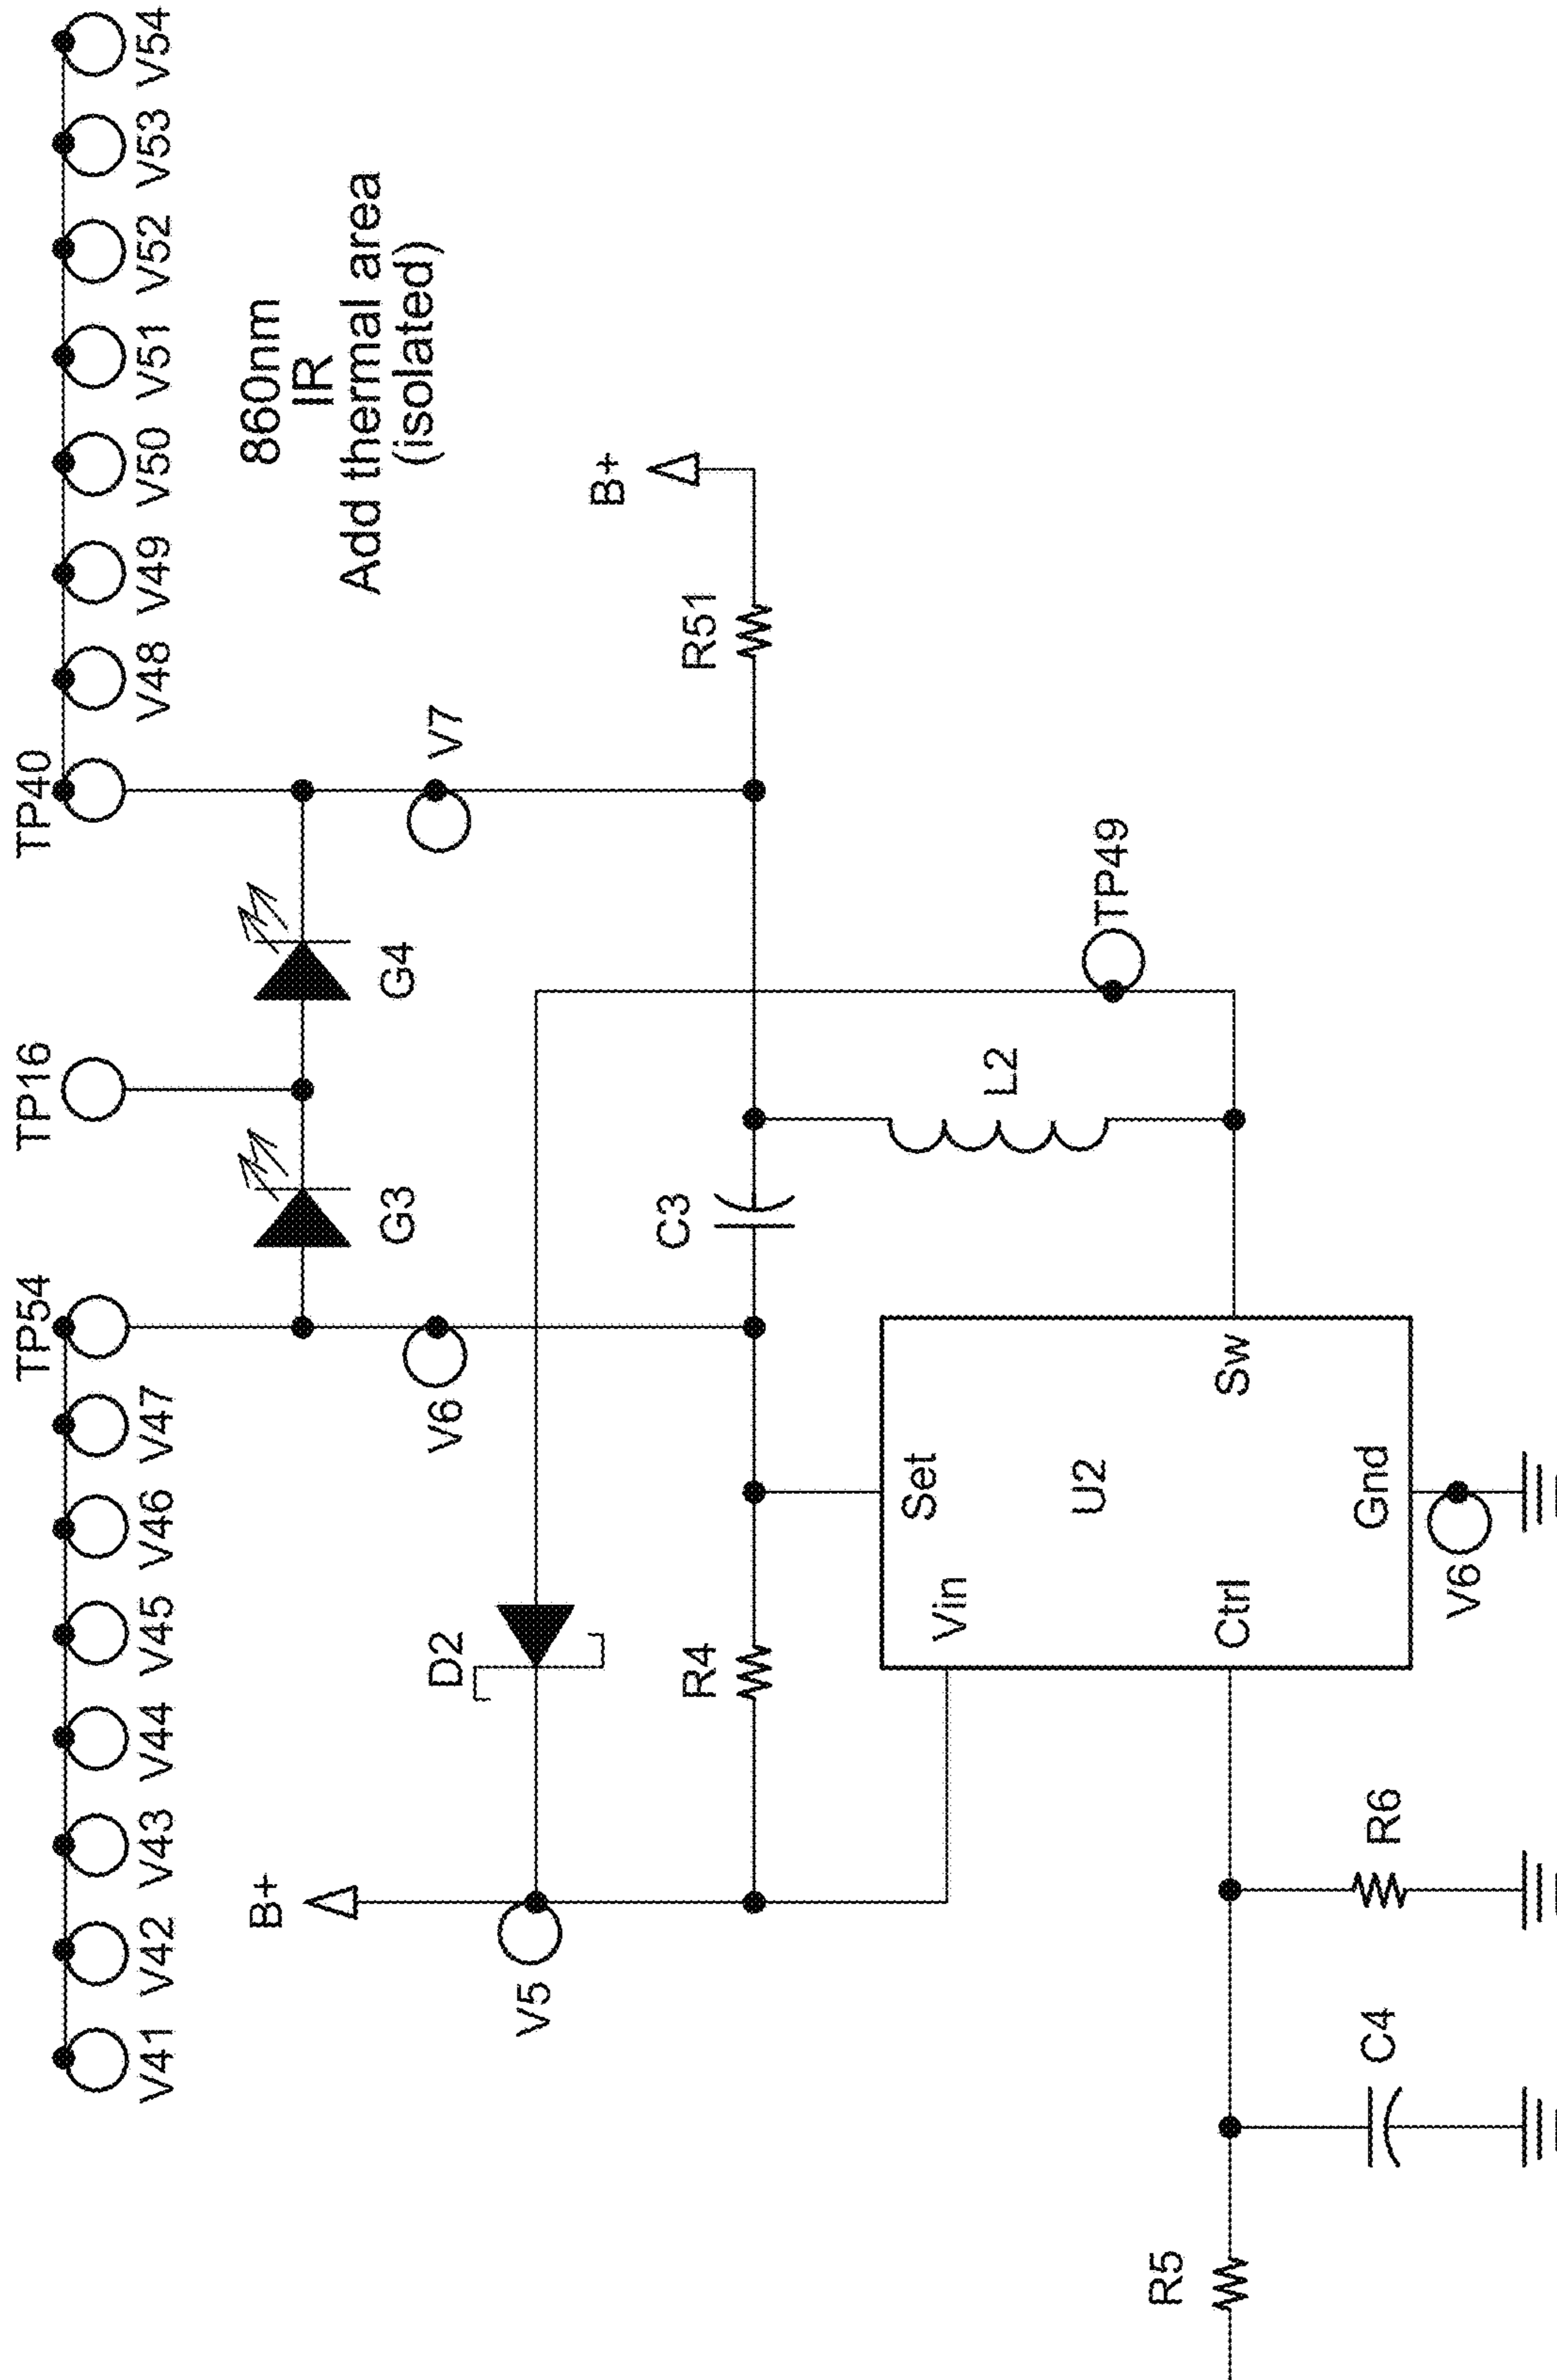 TP54
TP16
TP40
V41 V42 V43 V44 V45 V46 V47
V48 V49 V50 V51 V52 V53 V54
860nm
IR
Add thermal area
(isolated)
B+
G3
G4
V6
V7
D2
V5
B+
C3
R4
R51
Set
Vin
L2
U2
TP49
R5
Ctrl
Sw
C4
R6
Gnd
V6